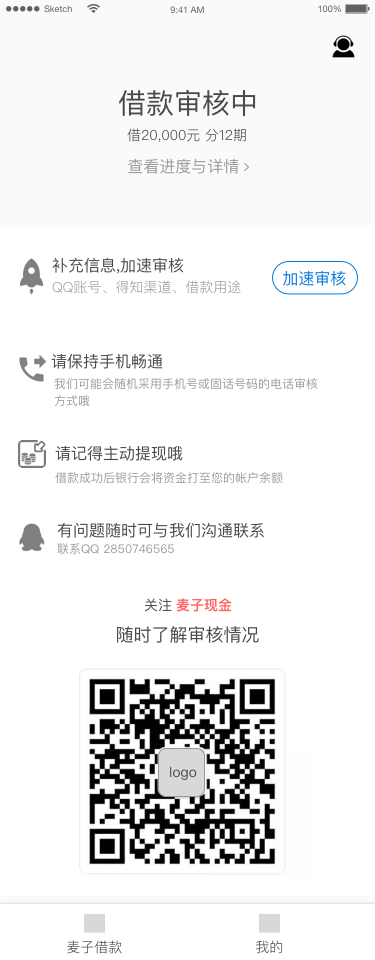 Sketch 9:41 AM 100%
借款审核中
借20,000元 分12期
查看进度与详情
补充信息,加速审核
QQ账号、得知渠道、借款用途
加速审核
请保持手机畅通
我们可能会随机采用手机号或固话号码的电话审核
方式哦
请记得主动提现哦
借款成功后银行会将资金打至您的帐户余额
有问题随时可与我们沟通联系
联系QQ 2850746565
关注 麦子现金
随时了解审核情况
logo
麦子借款 我的